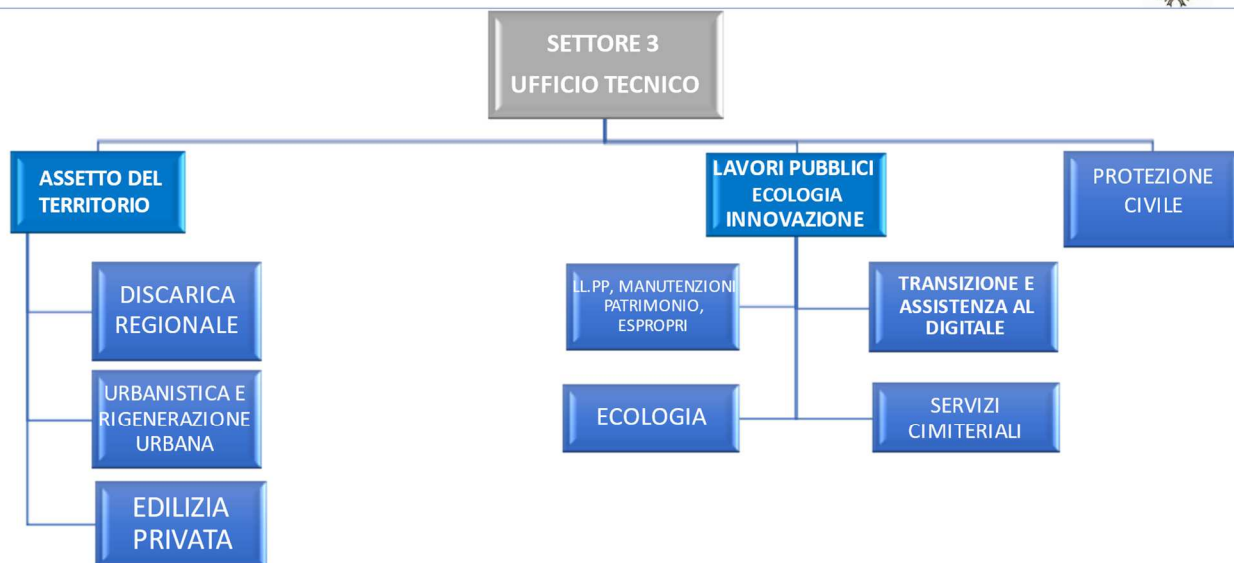 SETTORE 3
UFFICIO TECNICO
ASSETTO DEL
TERRITORIO
LAVORI PUBBLICI
ECOLOGIA
INNOVAZIONE
PROTEZIONE
CIVILE
DISCARICA
REGIONALE
URBANISTICA E
RIGENERAZIONE
URBANA
EDILIZIA
PRIVATA
LL.PP, MANUTENZIONI
PATRIMONIO,
ESPROPRI
TRANSIZIONE E
ASSISTENZA AL
DIGITALE
ECOLOGIA
SERVIZI
CIMITERIALI